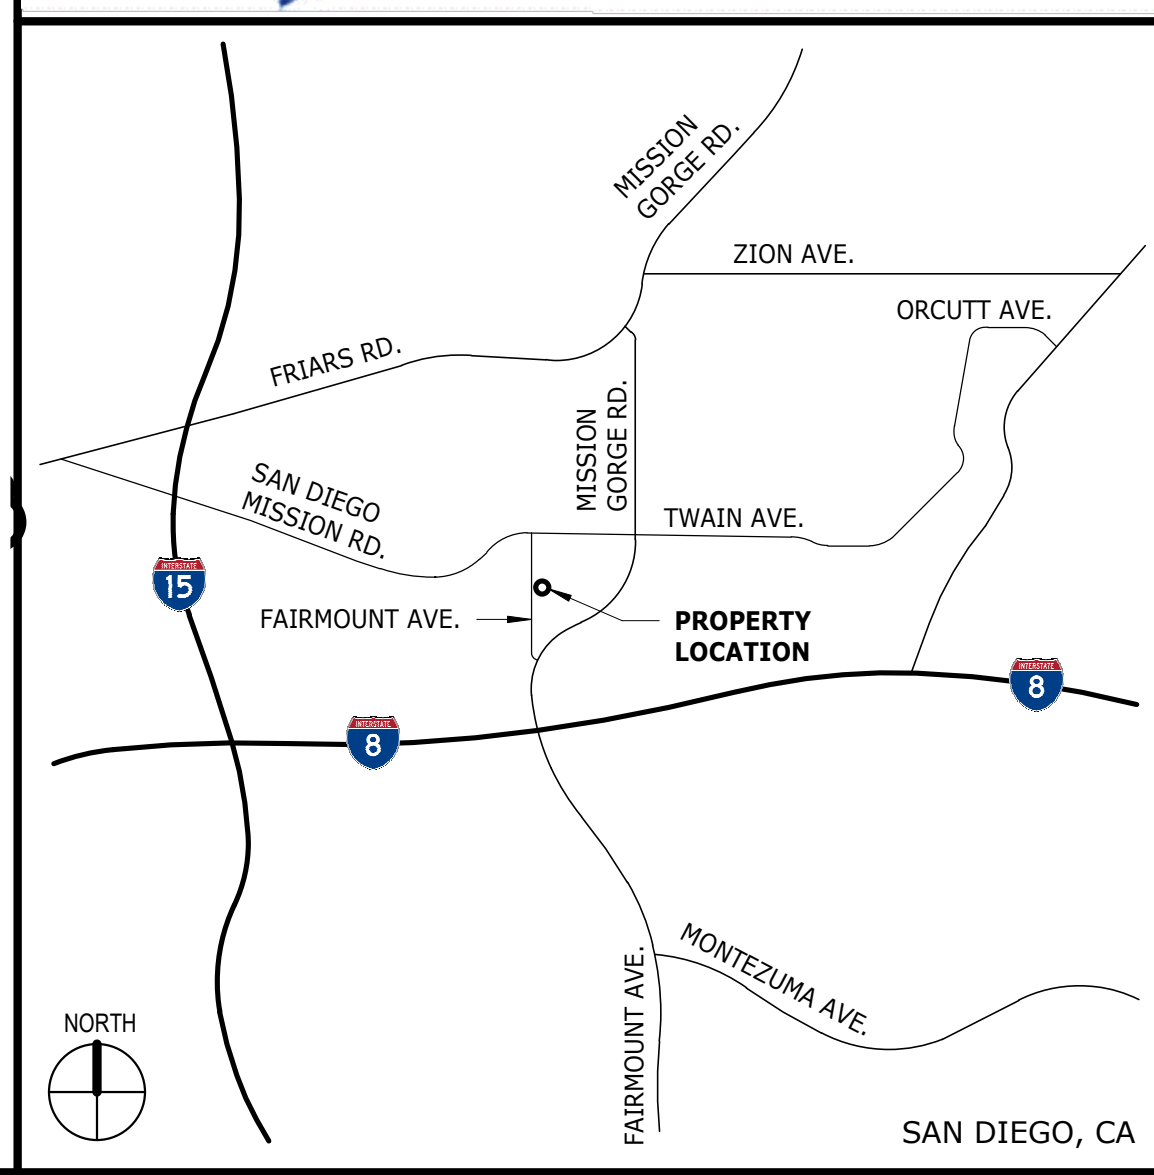 MISSION
GORGE RD.
ZION AVE.
ORCUTT AVE.
FRIARS RD.
MISSION
GORGE RD.
SAN DIEGO
MISSION RD.
TWAIN AVE.
INTERSTATE
15
FAIRMOUNT AVE.
PROPERTY
LOCATION
INTERSTATE
8
INTERSTATE
8
MONTEZUMA AVE.
FAIRMOUNT AVE.
NORTH
SAN DIEGO, CA